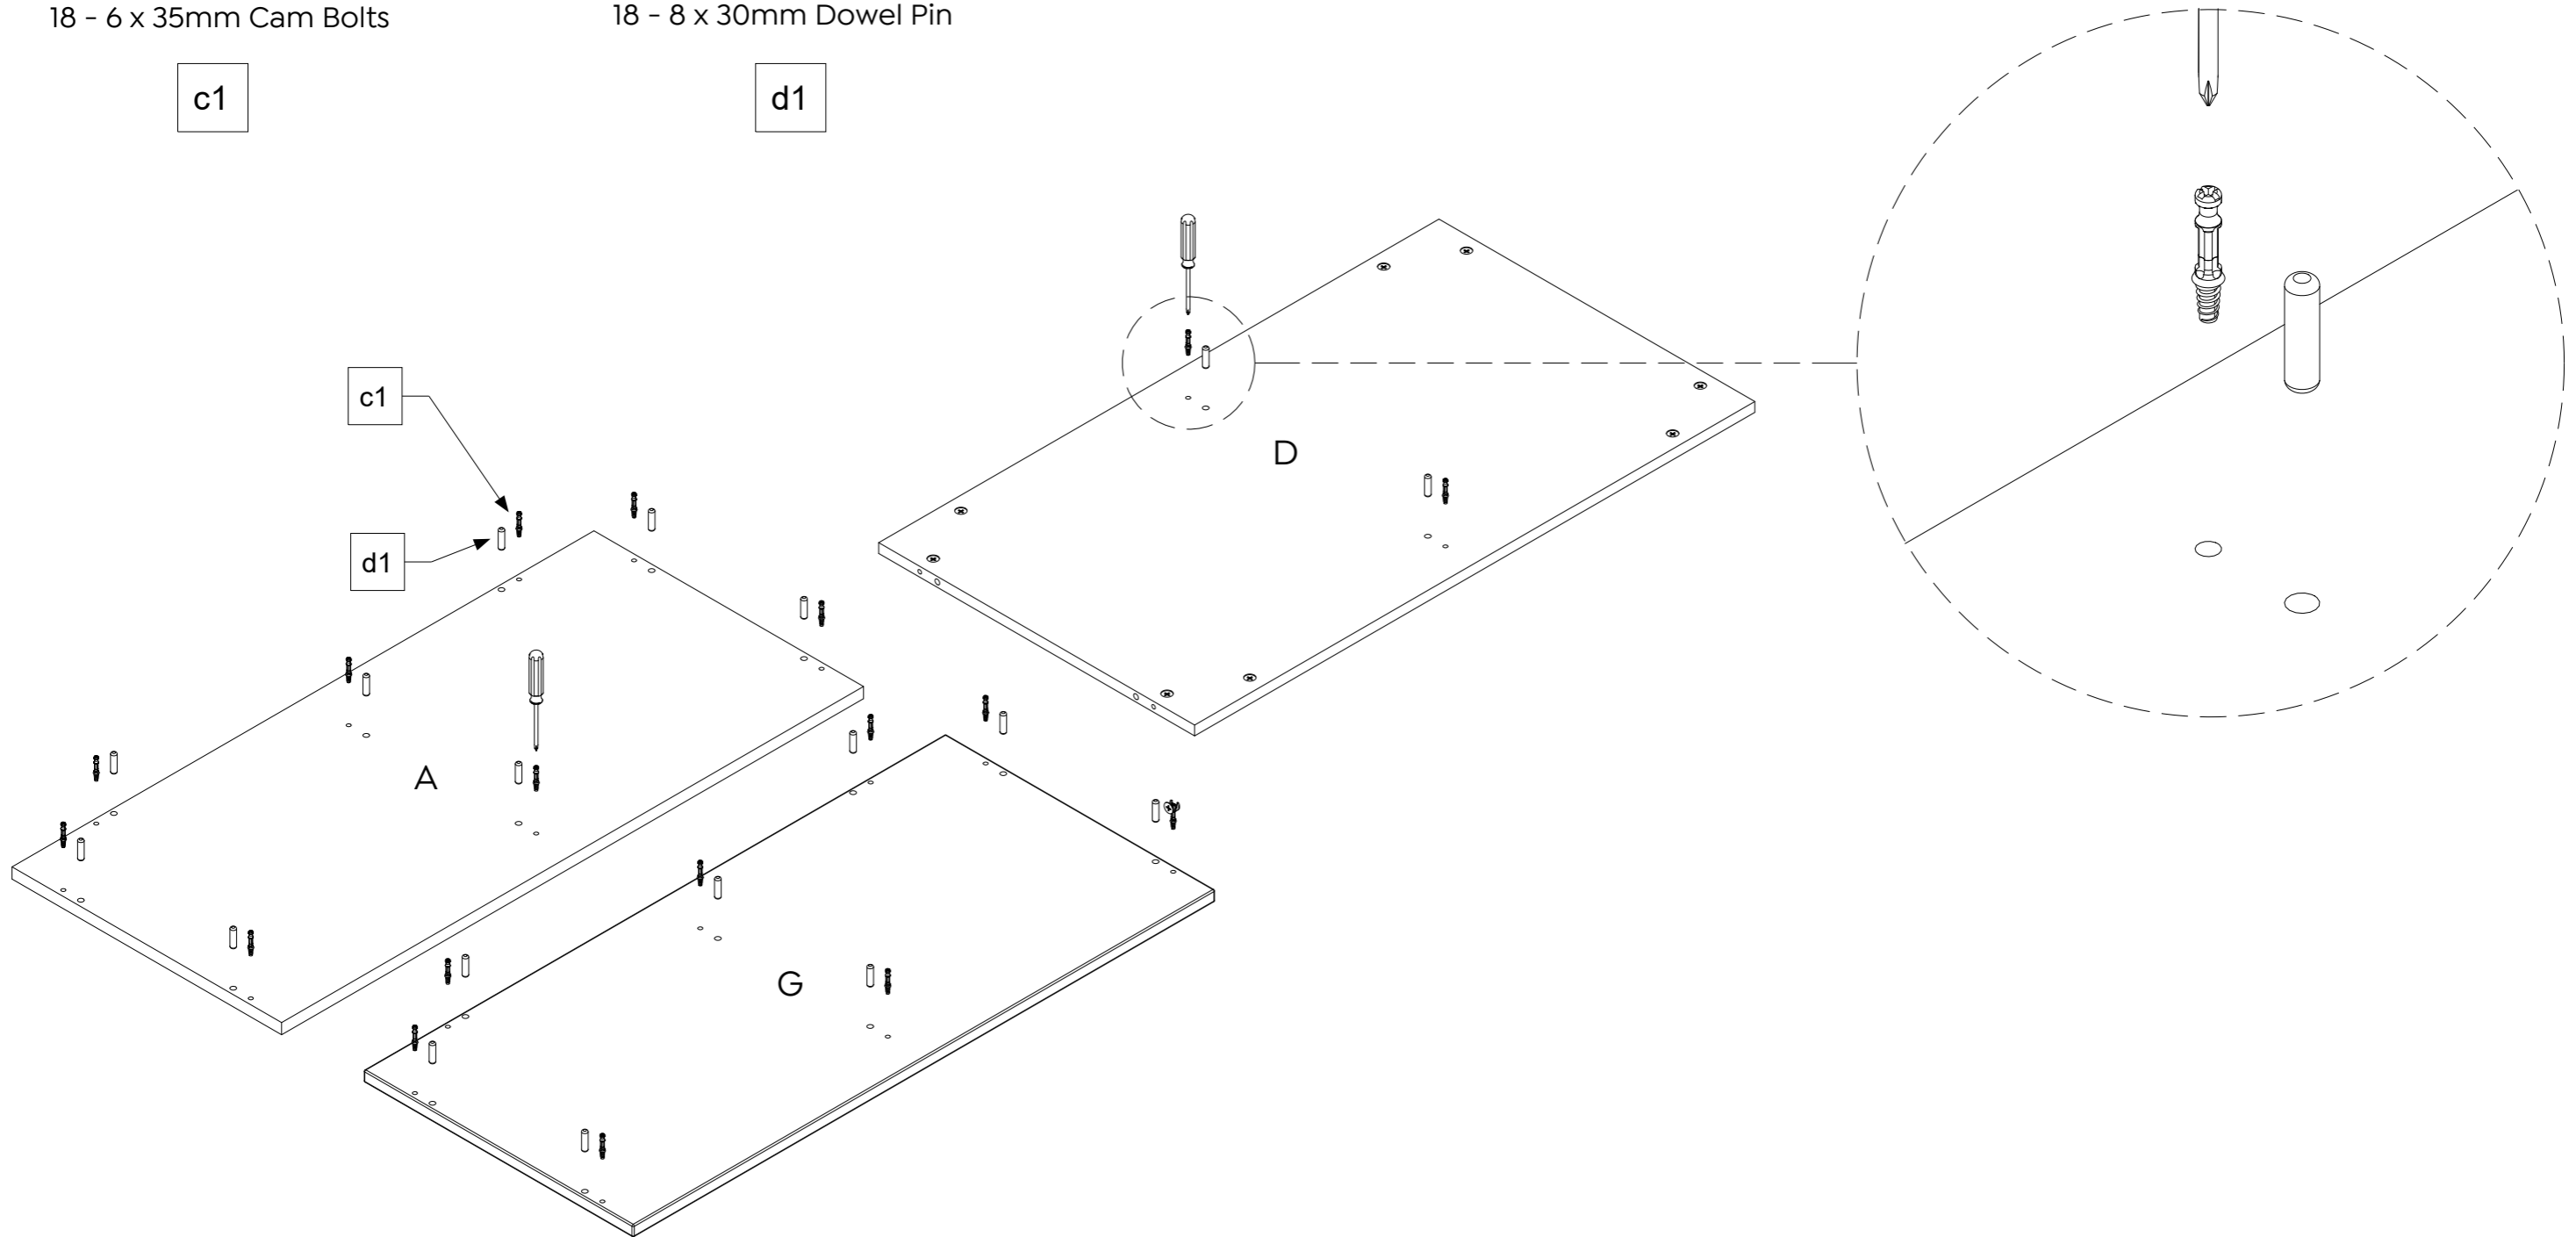 18 - 6 x 35mm Cam Bolts
18 - 8 x 30mm Dowel Pin
c1
d1
c1
d1
D
A
G